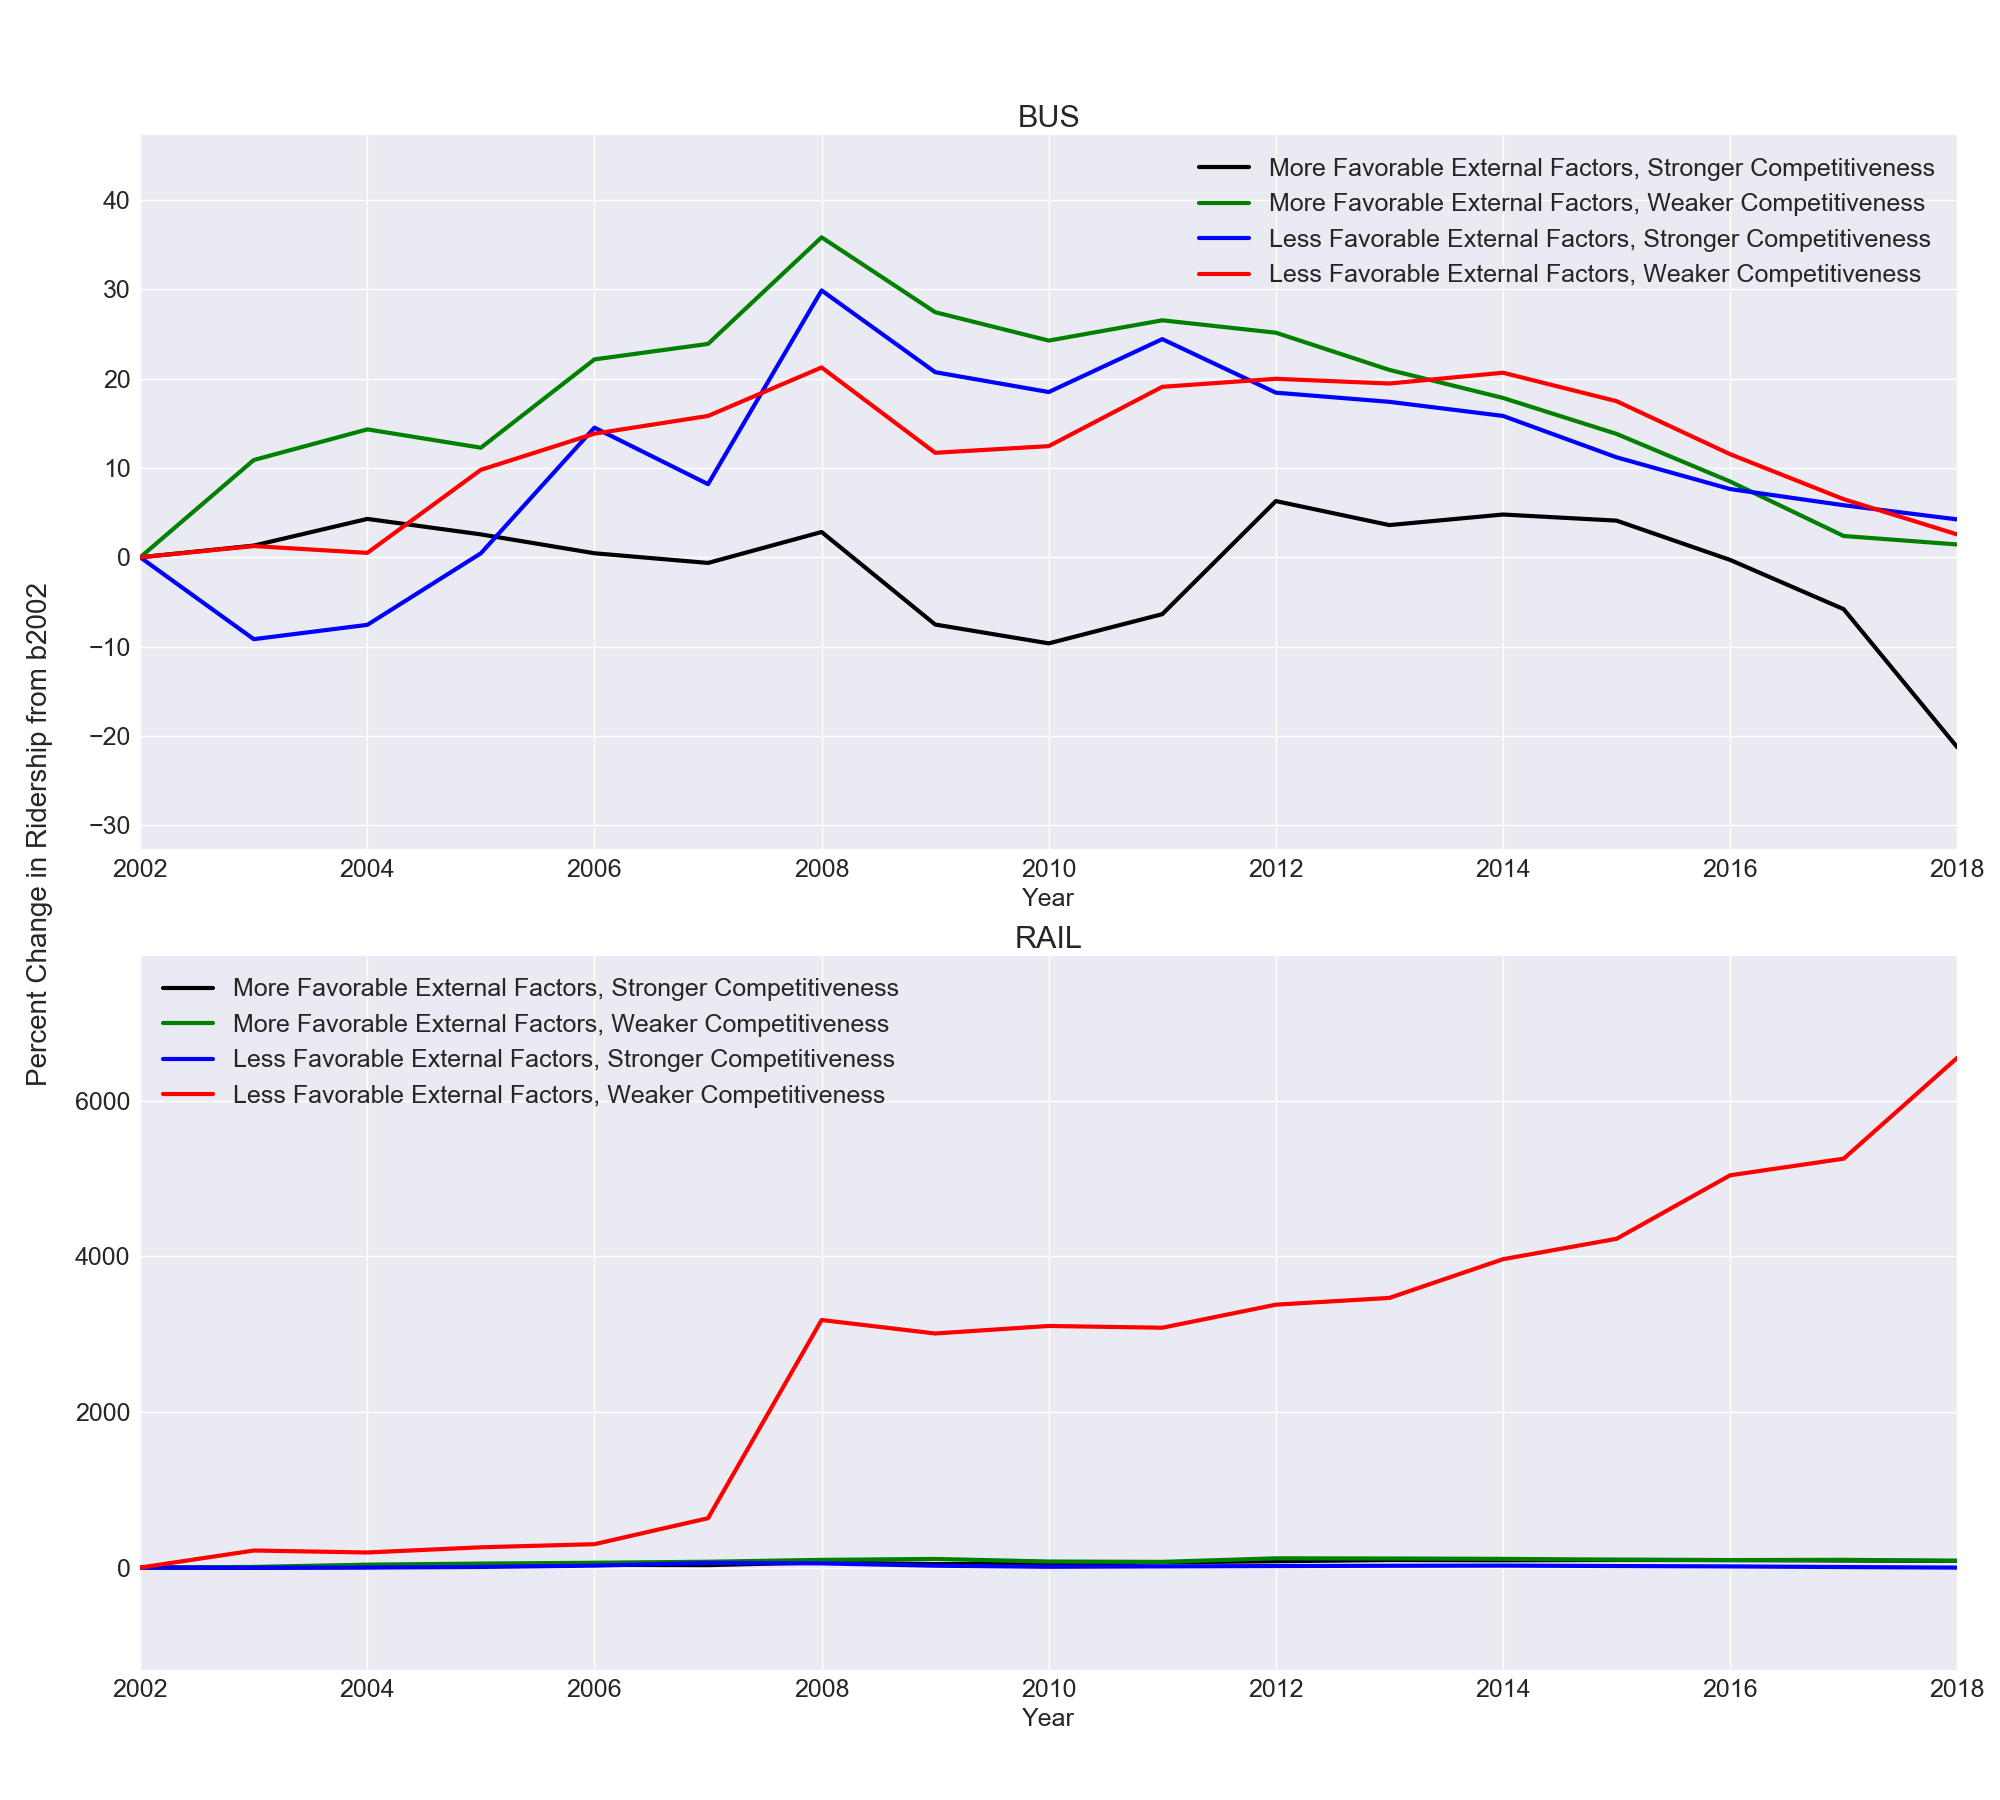 BUS
More Favorable External Factors, Stronger Competitiveness
More Favorable External Factors, Weaker Competitiveness
Less Favorable External Factors, Stronger Competitiveness
Less Favorable External Factors, Weaker Competitiveness
40
30
20
10
0
−10
−20
−30
2002 2004 2006 2008 2010 2012 2014 2016 2018
Year
Percent Change in Ridership from b2002
RAIL
More Favorable External Factors, Stronger Competitiveness
More Favorable External Factors, Weaker Competitiveness
Less Favorable External Factors, Stronger Competitiveness
Less Favorable External Factors, Weaker Competitiveness
6000
4000
2000
0
2002 2004 2006 2008 2010 2012 2014 2016 2018
Year